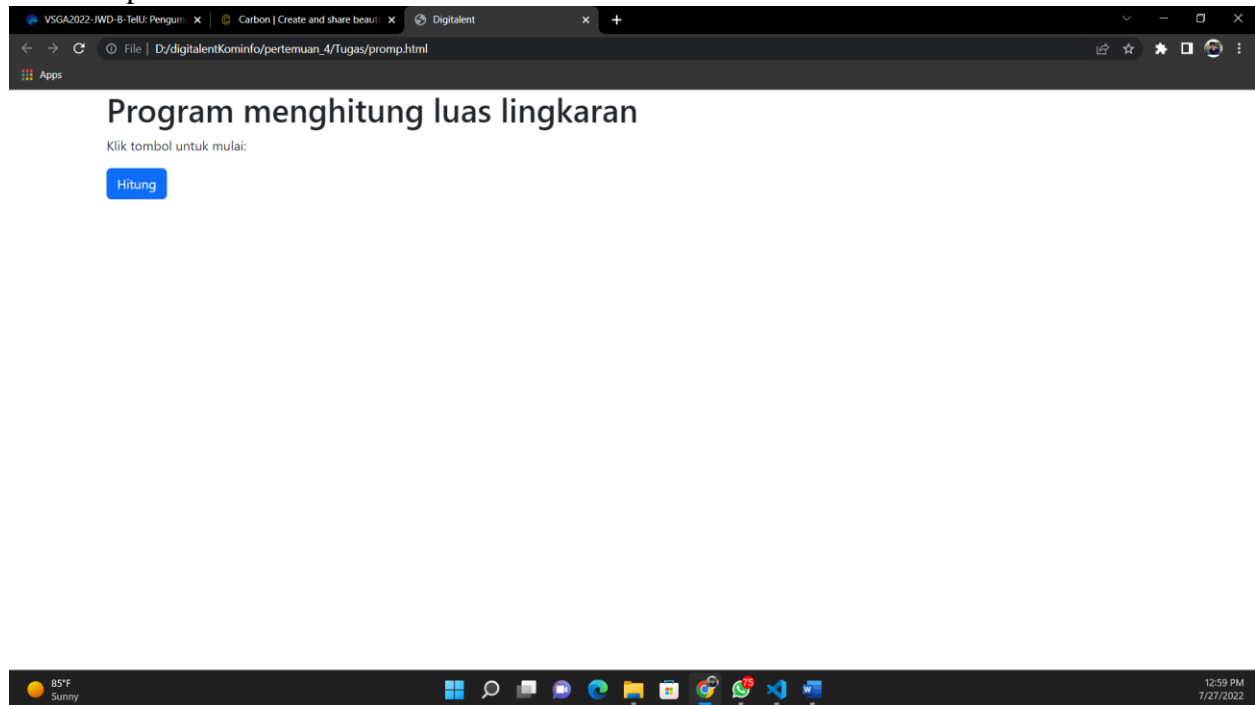 VSGA2022-JWD-B-TelU: Pengum
Carbon | Create and share beauti
Digitalent
File | D:/digitalentKominfo/pertemuan_4/Tugas/promp.html
Apps
Program menghitung luas lingkaran
Klik tombol untuk mulai:
Hitung
85°F
Sunny
75
12:59 PM
7/27/2022